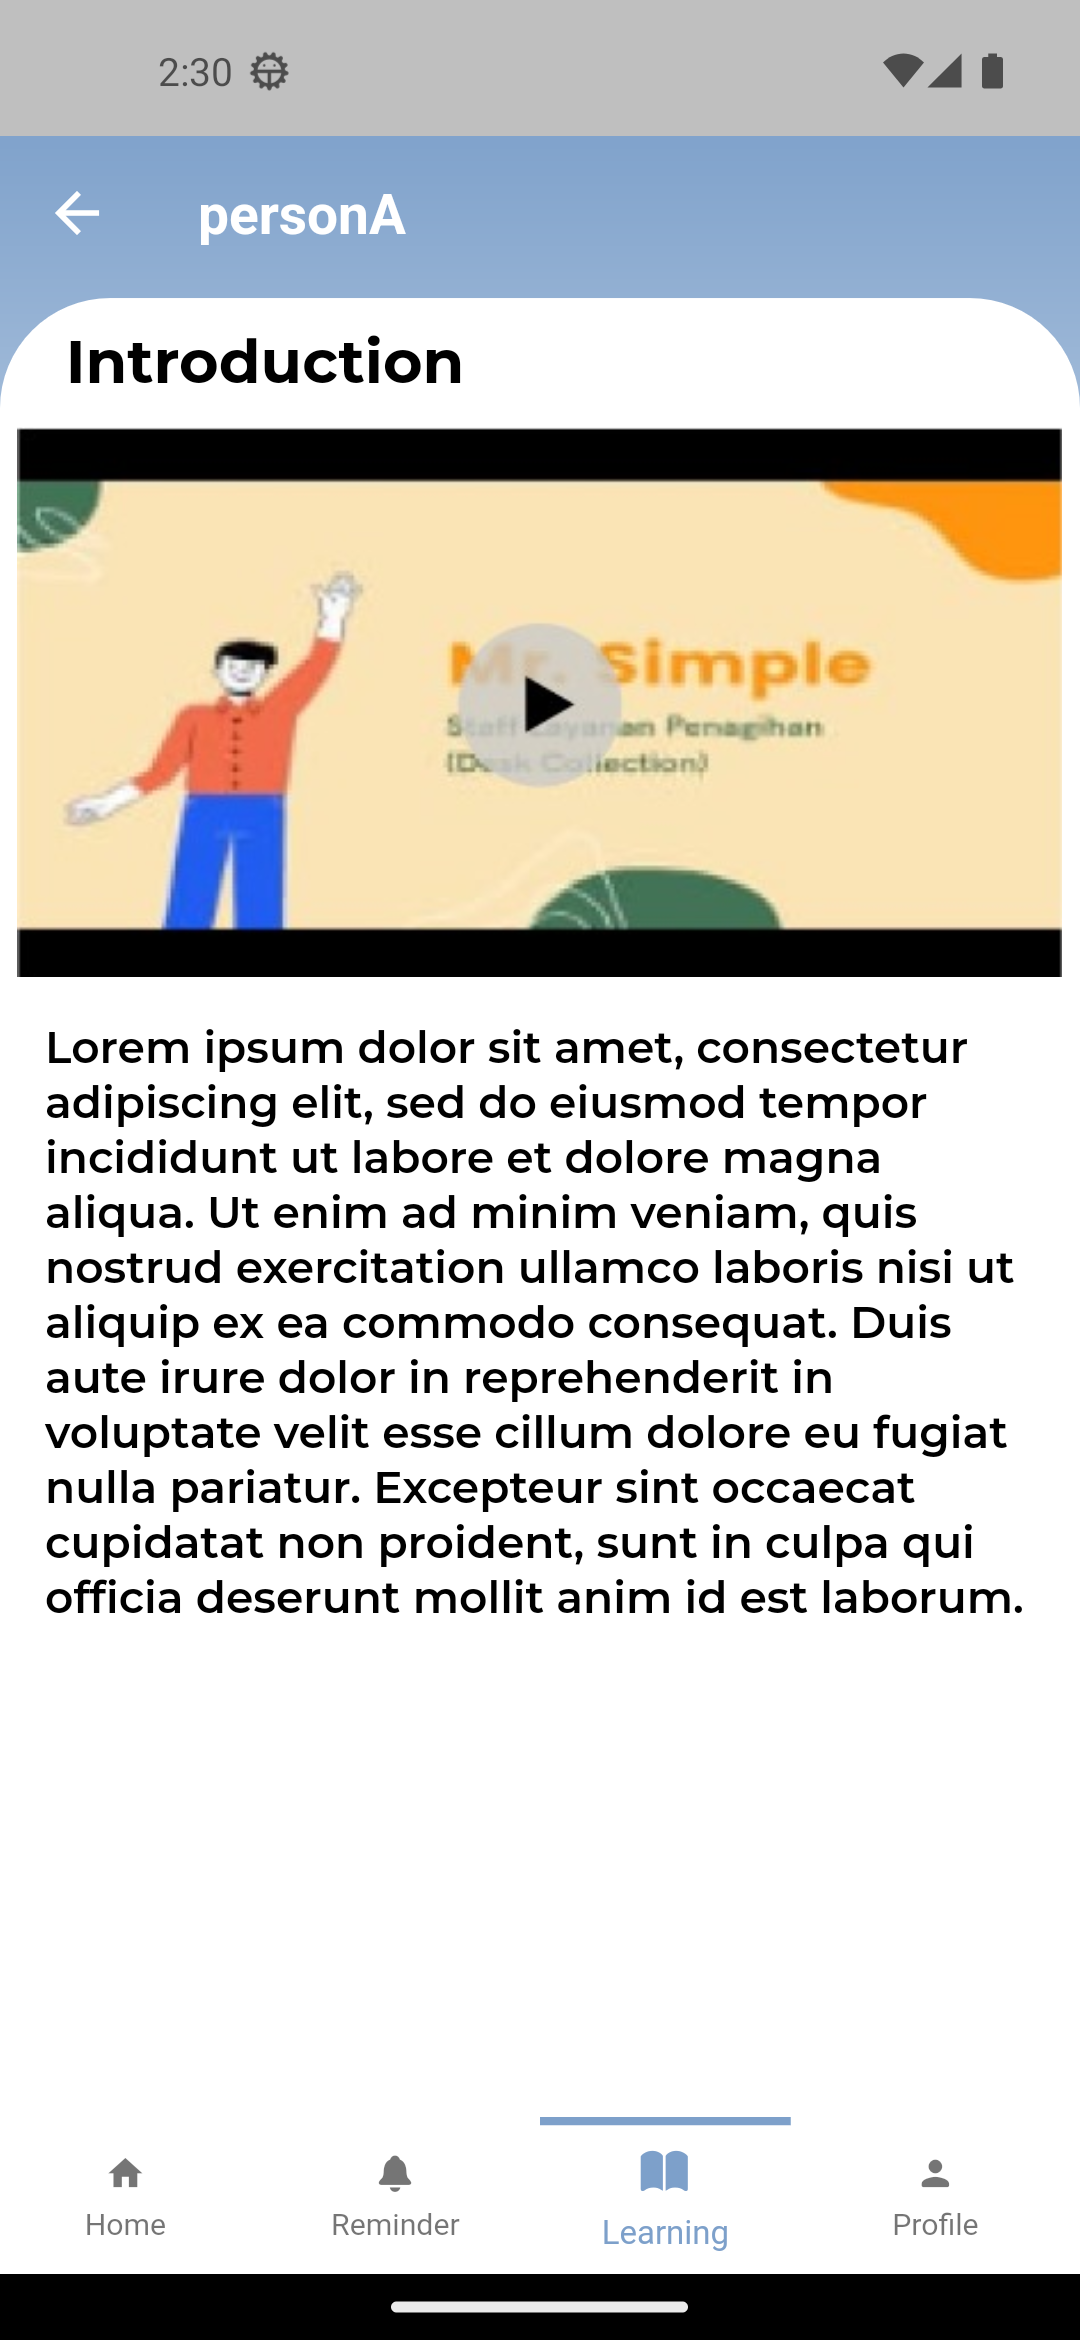 2:30
personA
Introduction
Mr. Simple
Staff Layanan Penagihan
(Desk Collection)
Lorem ipsum dolor sit amet, consectetur
adipiscing elit, sed do eiusmod tempor
incididunt ut labore et dolore magna
aliqua. Ut enim ad minim veniam, quis
nostrud exercitation ullamco laboris nisi ut
aliquip ex ea commodo consequat. Duis
aute irure dolor in reprehenderit in
voluptate velit esse cillum dolore eu fugiat
nulla pariatur. Excepteur sint occaecat
cupidatat non proident, sunt in culpa qui
officia deserunt mollit anim id est laborum.
Home
Reminder
Learning
Profile